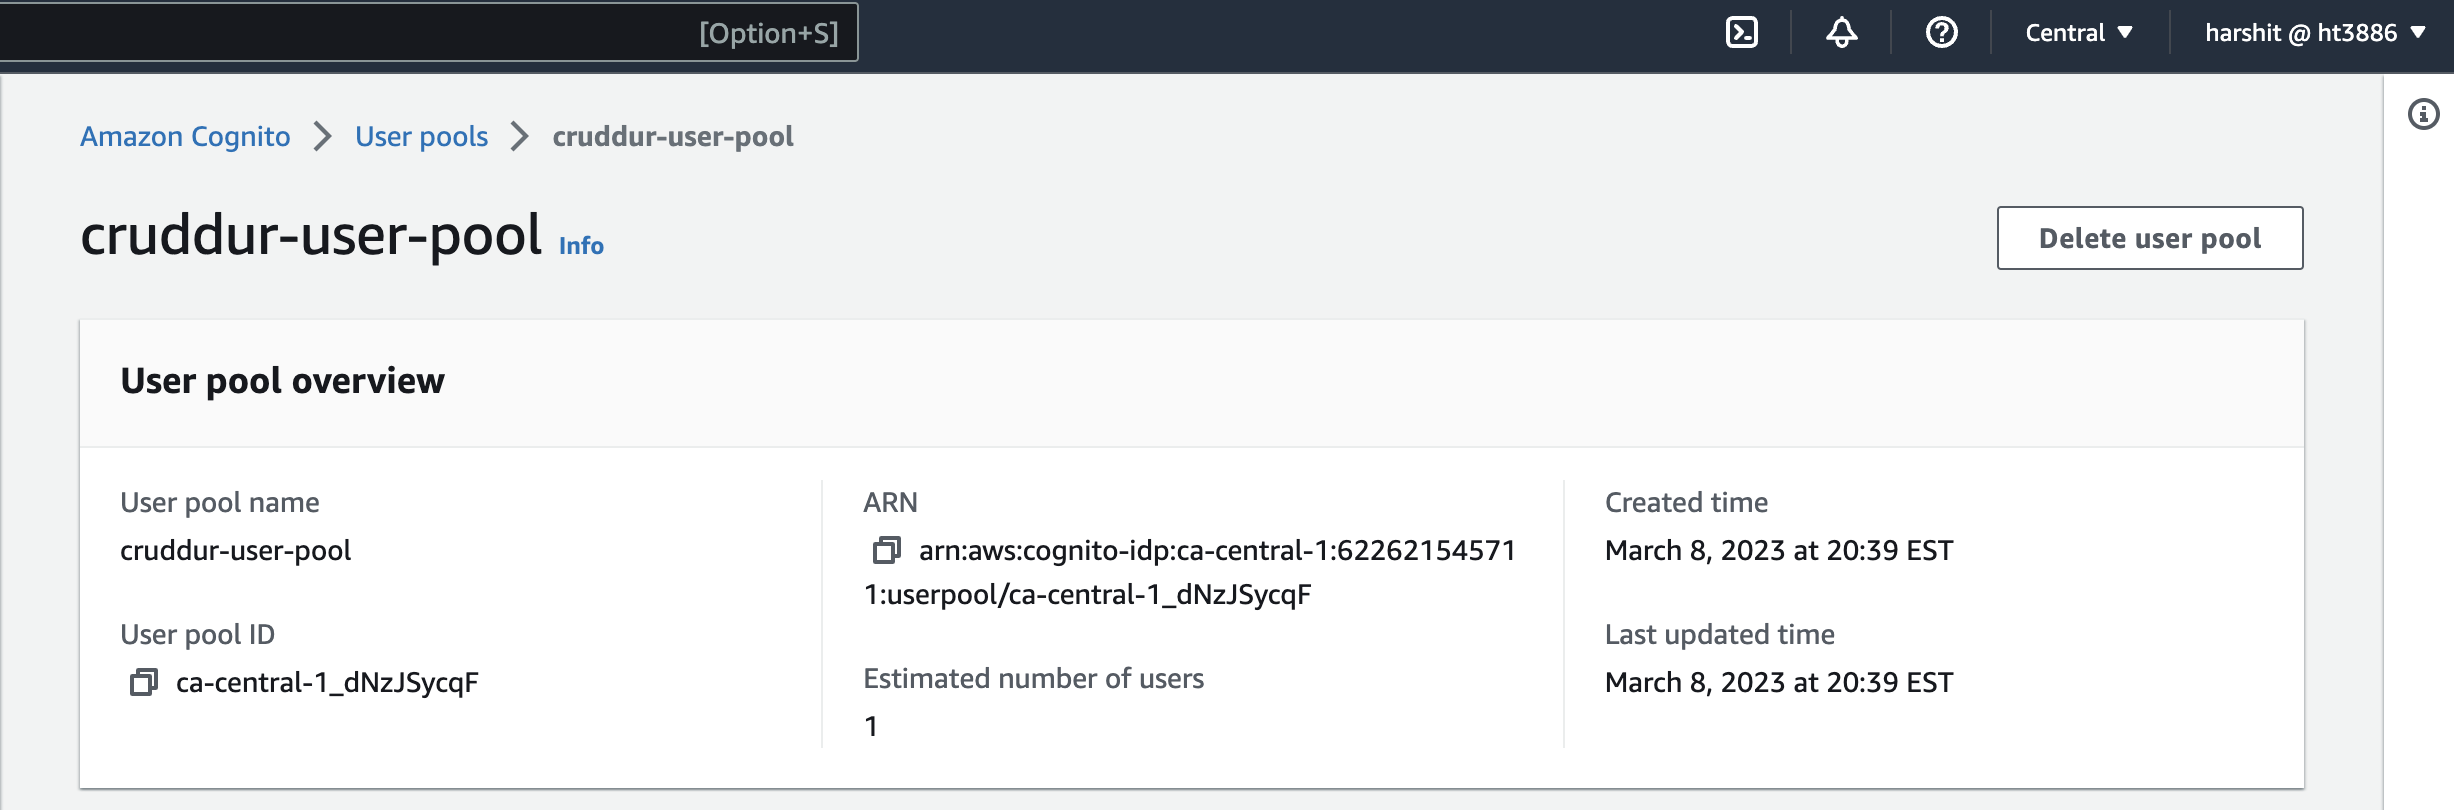 [Option+S]
Central
harshit @ ht3886
Amazon Cognito
User pools
cruddur-user-pool
cruddur-user-pool Info
Delete user pool
User pool overview
User pool name
cruddur-user-pool
User pool ID
ca-central-1_dNzJSycqF
ARN
arn:aws:cognito-idp:ca-central-1:62262154571
1:userpool/ca-central-1_dNzJSycqF
Estimated number of users
1
Created time
March 8, 2023 at 20:39 EST
Last updated time
March 8, 2023 at 20:39 EST